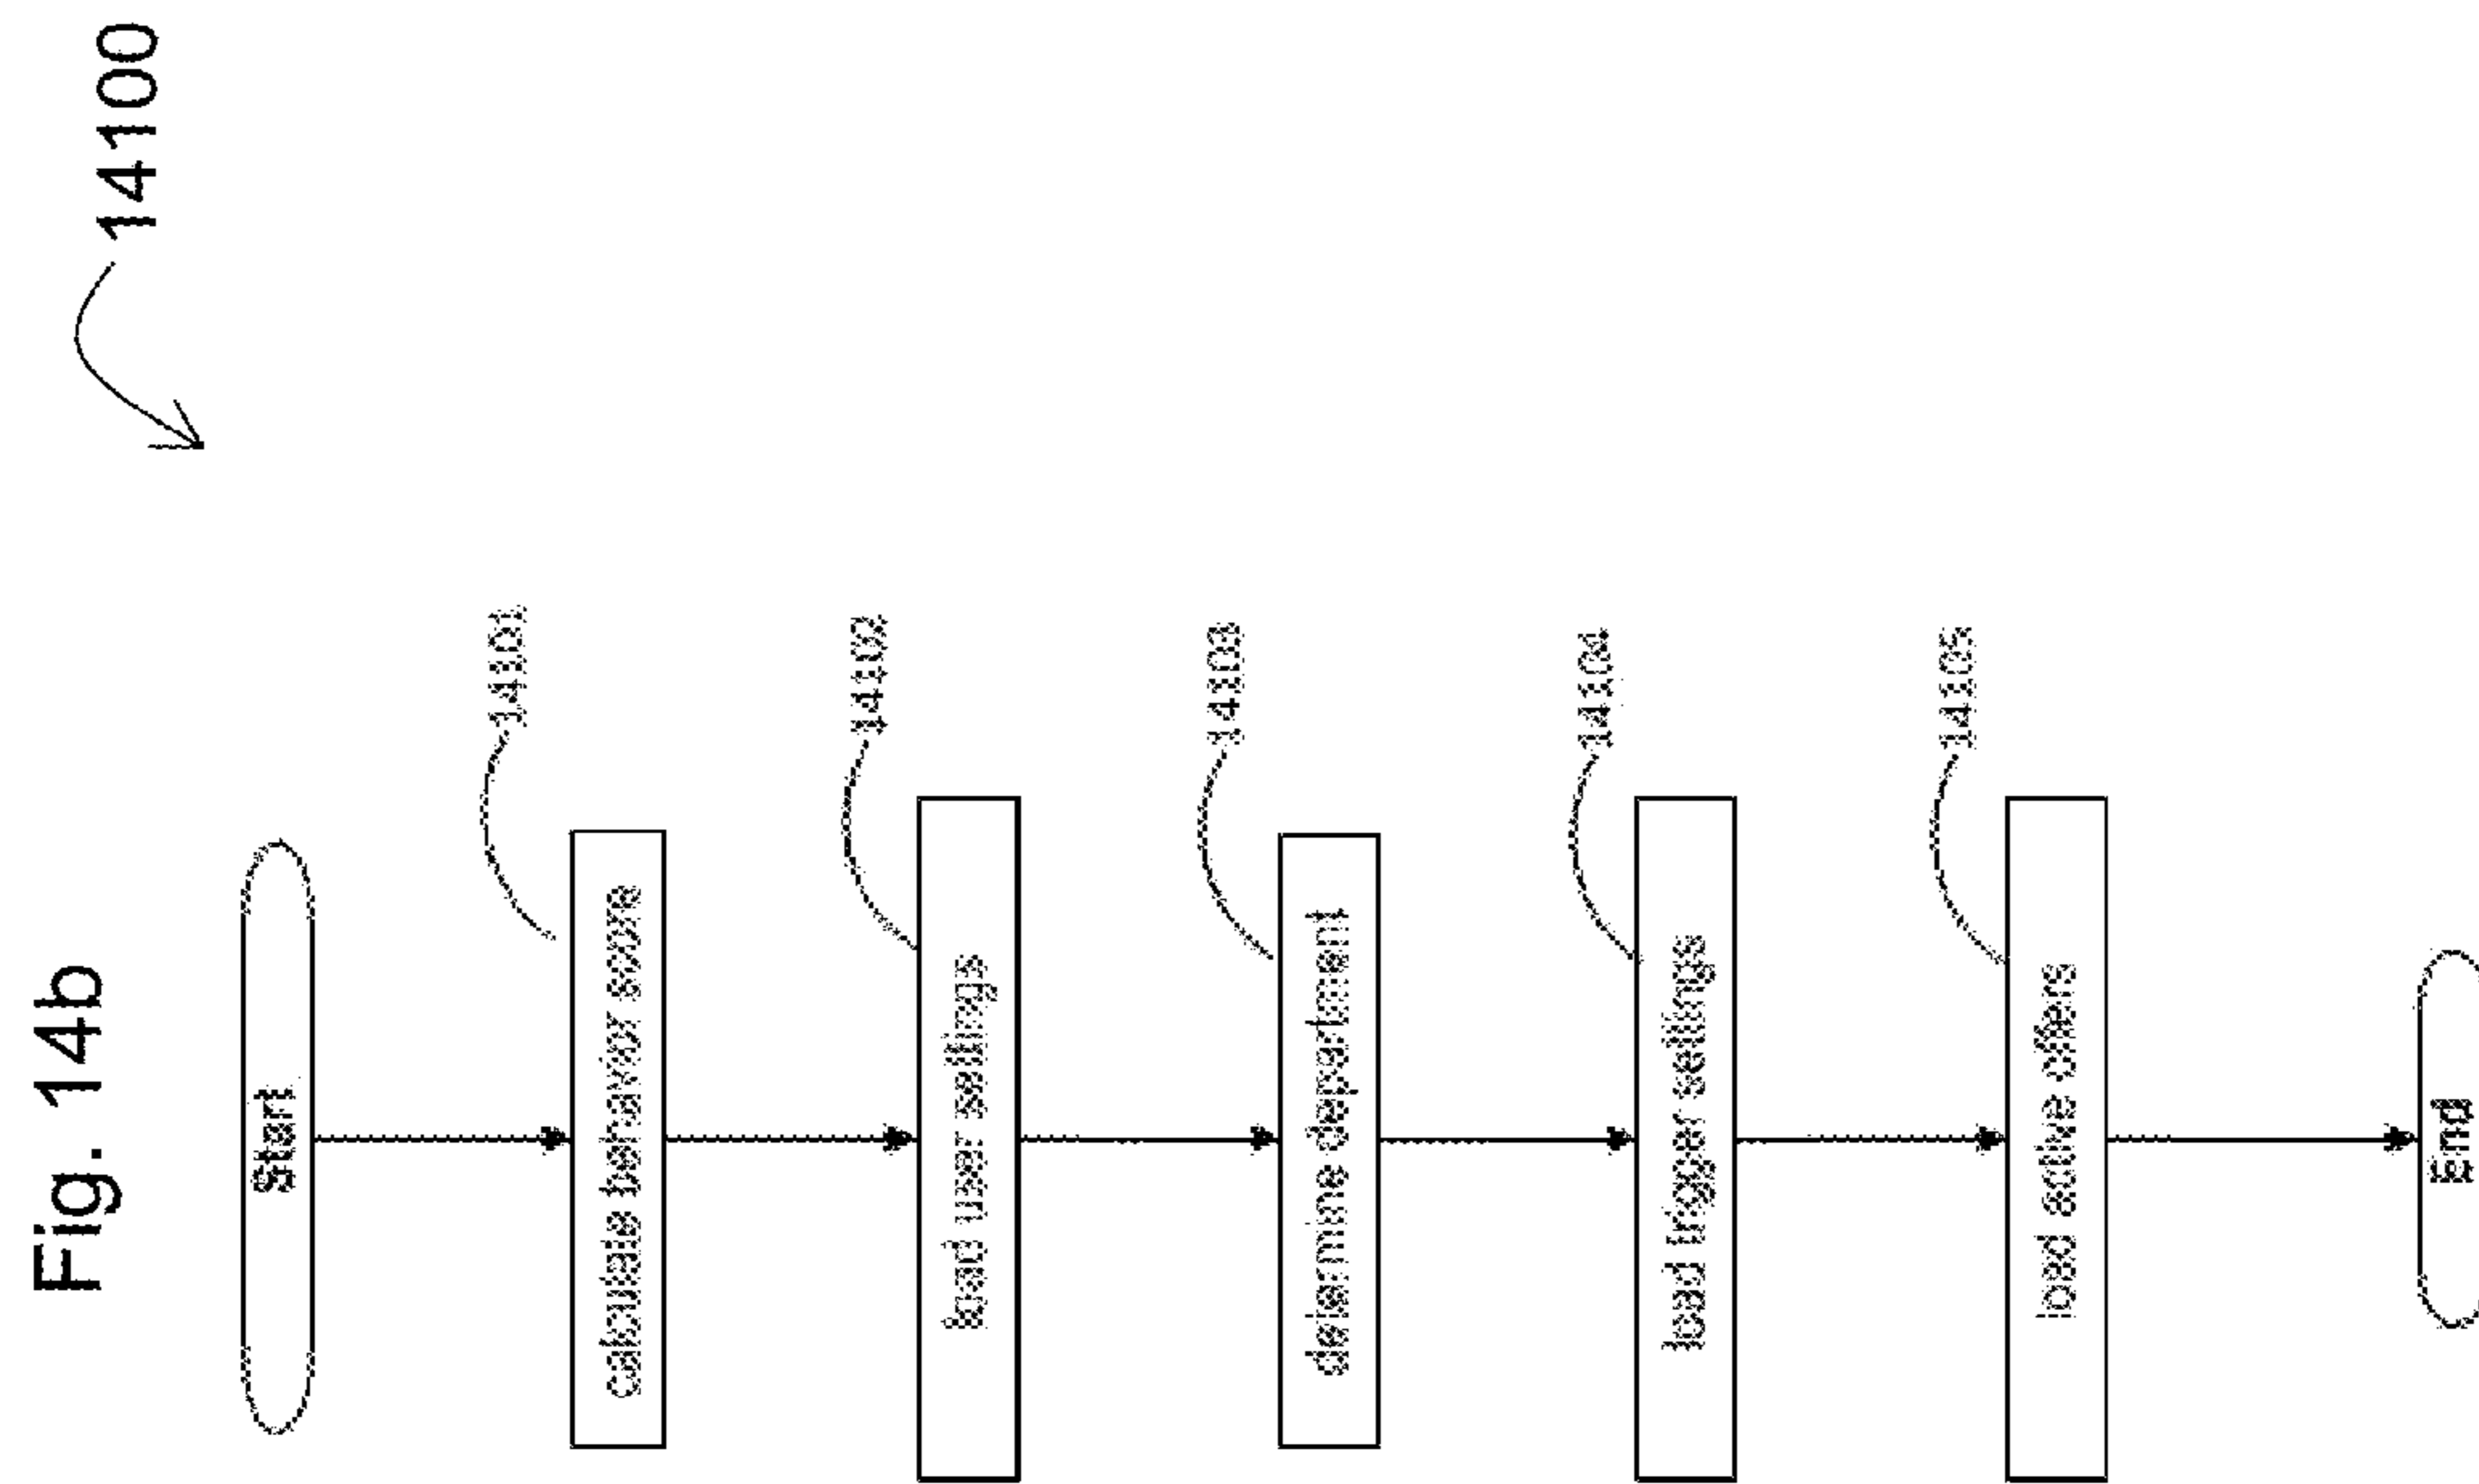 Fig. 14b
14100
Start
14101
calculate behavior score
14102
load user settings
14103
determine department
14104
load trigger settings
14105
load active offers
End